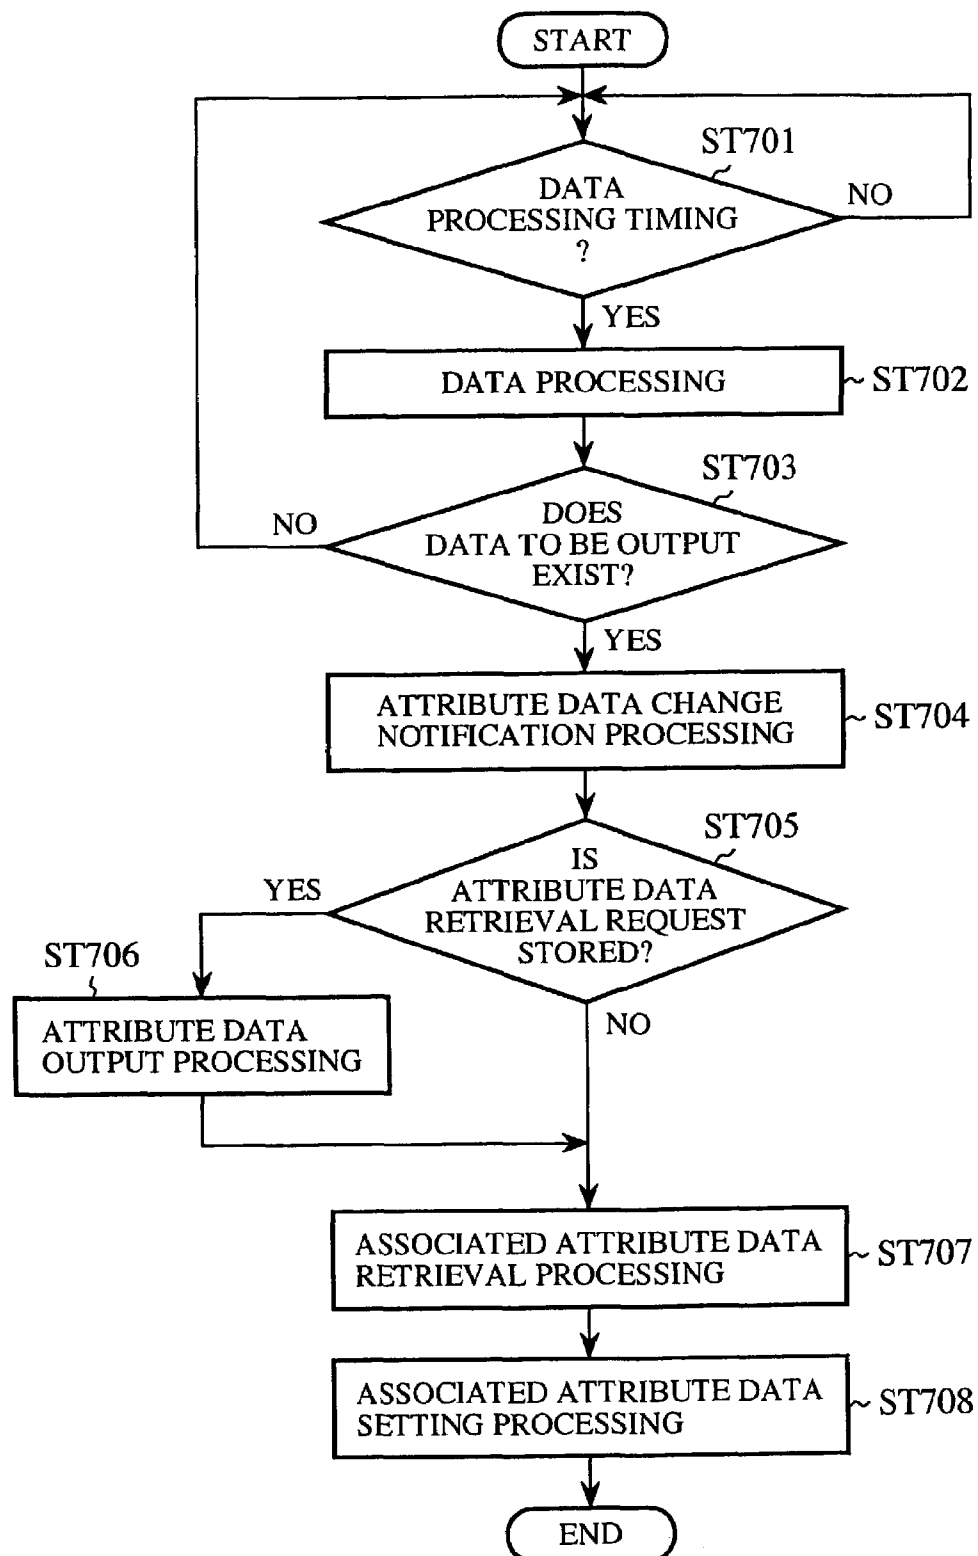 START
ST701
DATA
PROCESSING TIMING
?
NO
YES
DATA PROCESSING
ST702
ST703
DOES
DATA TO BE OUTPUT
EXIST?
NO
YES
ATTRIBUTE DATA CHANGE
NOTIFICATION PROCESSING
ST704
ST705
IS
ATTRIBUTE DATA
RETRIEVAL REQUEST
STORED?
YES
NO
ST706
ATTRIBUTE DATA
OUTPUT PROCESSING
ASSOCIATED ATTRIBUTE DATA
RETRIEVAL PROCESSING
ST707
ASSOCIATED ATTRIBUTE DATA
SETTING PROCESSING
ST708
END